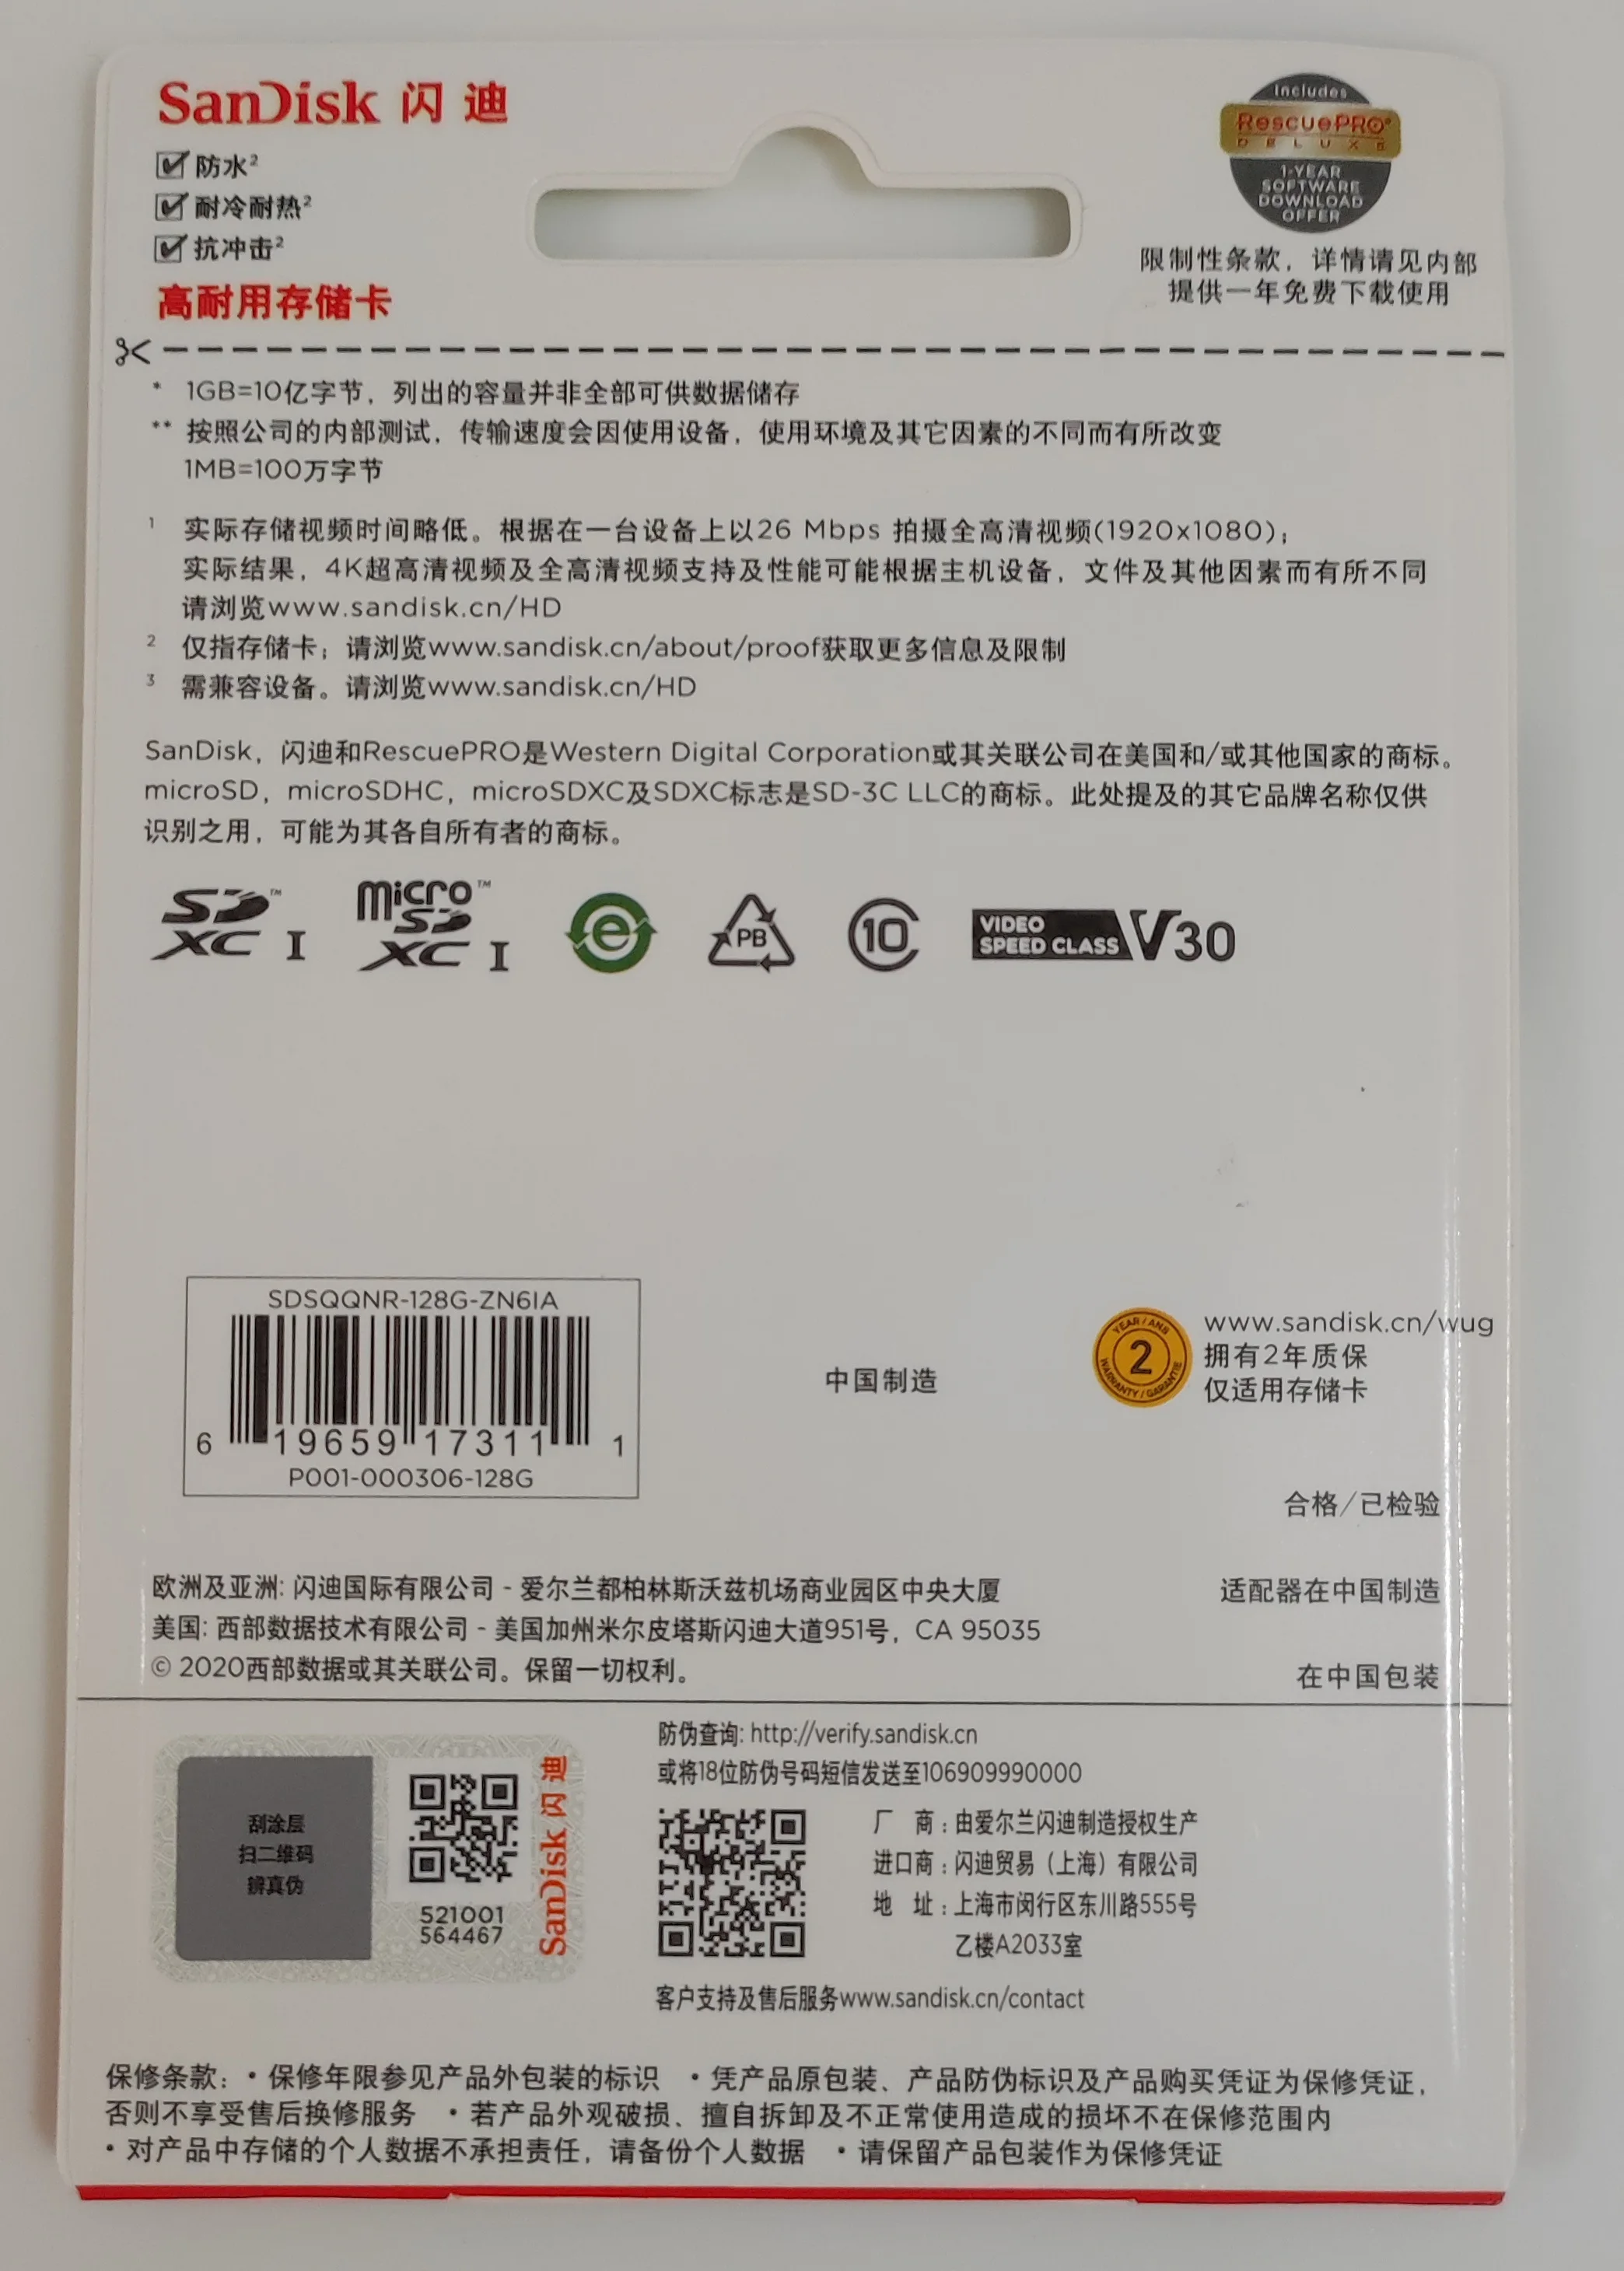 SanDisk 闪迪
防水²
耐冷耐热²
抗冲击²
高耐用存储卡
Includes
RescuePRO®
DELUXE
1-YEAR
SOFTWARE
DOWNLOAD
OFFER
限制性条款，详情请见内部
提供一年免费下载使用
* 1GB=10亿字节，列出的容量并非全部可供数据储存
** 按照公司的内部测试，传输速度会因使用设备，使用环境及其它因素的不同而有所改变
1MB=100万字节
1 实际存储视频时间略低。根据在一台设备上以26 Mbps 拍摄全高清视频(1920x1080)；
实际结果，4K超高清视频及全高清视频支持及性能可能根据主机设备，文件及其他因素而有所不同
请浏览www.sandisk.cn/HD
2 仅指存储卡；请浏览www.sandisk.cn/about/proof获取更多信息及限制
3 需兼容设备。请浏览www.sandisk.cn/HD
SanDisk，闪迪和RescuePRO是Western Digital Corporation或其关联公司在美国和/或其他国家的商标。
microSD，microSDHC，microSDXC及SDXC标志是SD-3C LLC的商标。此处提及的其它品牌名称仅供
识别之用，可能为其各自所有者的商标。
SD XC I ™
micro SD XC I ™
e
PB
10
VIDEO SPEED CLASS V30
SDSQQNR-128G-ZN6IA
6 19659 17311 1
P001-000306-128G
中国制造
YEAR / ANS
2
WARRANTY / GARANTIE
www.sandisk.cn/wug
拥有2年质保
仅适用存储卡
合格/已检验
欧洲及亚洲: 闪迪国际有限公司 - 爱尔兰都柏林斯沃兹机场商业园区中央大厦
适配器在中国制造
美国: 西部数据技术有限公司 - 美国加州米尔皮塔斯闪迪大道951号，CA 95035
© 2020西部数据或其关联公司。保留一切权利。
在中国包装
刮涂层
扫二维码
辨真伪
521001
564467
SanDisk 闪迪
防伪查询: http://verify.sandisk.cn
或将18位防伪号码短信发送至106909990000
厂 商：由爱尔兰闪迪制造授权生产
进口商：闪迪贸易（上海）有限公司
地 址：上海市闵行区东川路555号
乙楼A2033室
客户支持及售后服务www.sandisk.cn/contact
保修条款：• 保修年限参见产品外包装的标识 • 凭产品原包装、产品防伪标识及产品购买凭证为保修凭证，
否则不享受售后换修服务 • 若产品外观破损、擅自拆卸及不正常使用造成的损坏不在保修范围内
• 对产品中存储的个人数据不承担责任，请备份个人数据 • 请保留产品包装作为保修凭证